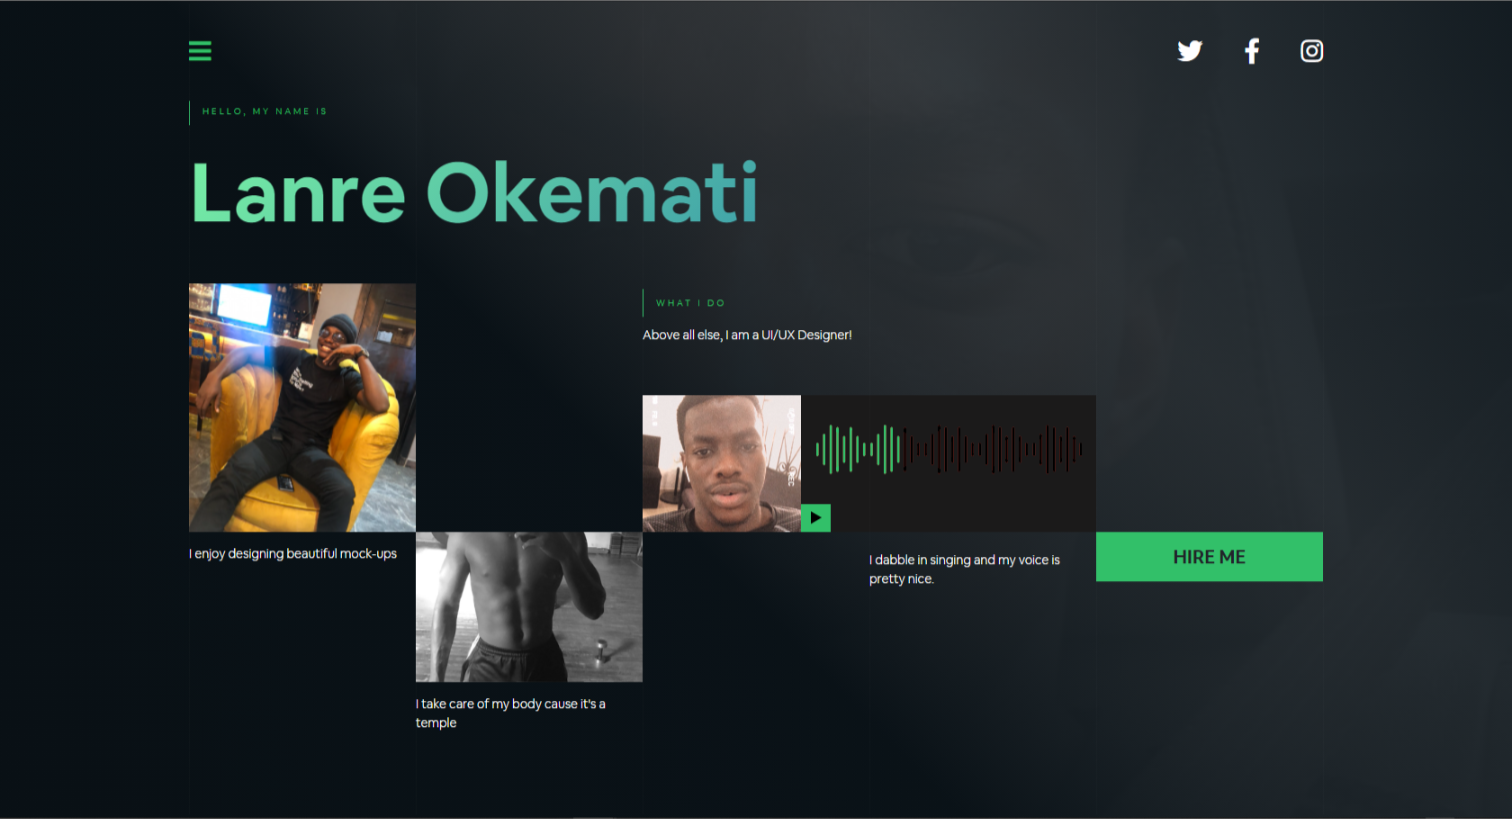 HELLO, MY NAME IS
Lanre Okemati
WHAT I DO
Above all else, I am a UI/UX Designer!
I enjoy designing beautiful mock-ups
I dabble in singing and my voice is
pretty nice.
HIRE ME
I take care of my body cause it's a
temple